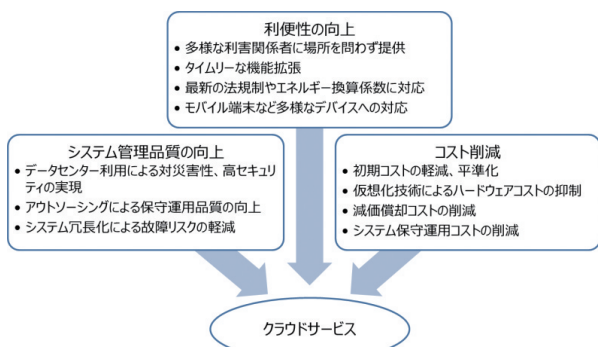 利便性の向上
• 多様な利害関係者に場所を問わず提供
• タイムリーな機能拡張
• 最新の法規制やエネルギー換算係数に対応
• モバイル端末など多様なデバイスへの対応
システム管理品質の向上
• データセンター利用による対災害性、高セキュリ
ティの実現
• アウトソーシングによる保守運用品質の向上
• システム冗長化による故障リスクの軽減
コスト削減
• 初期コストの軽減、平準化
• 仮想化技術によるハードウェアコストの抑制
• 減価償却コストの削減
• システム保守運用コストの削減
クラウドサービス